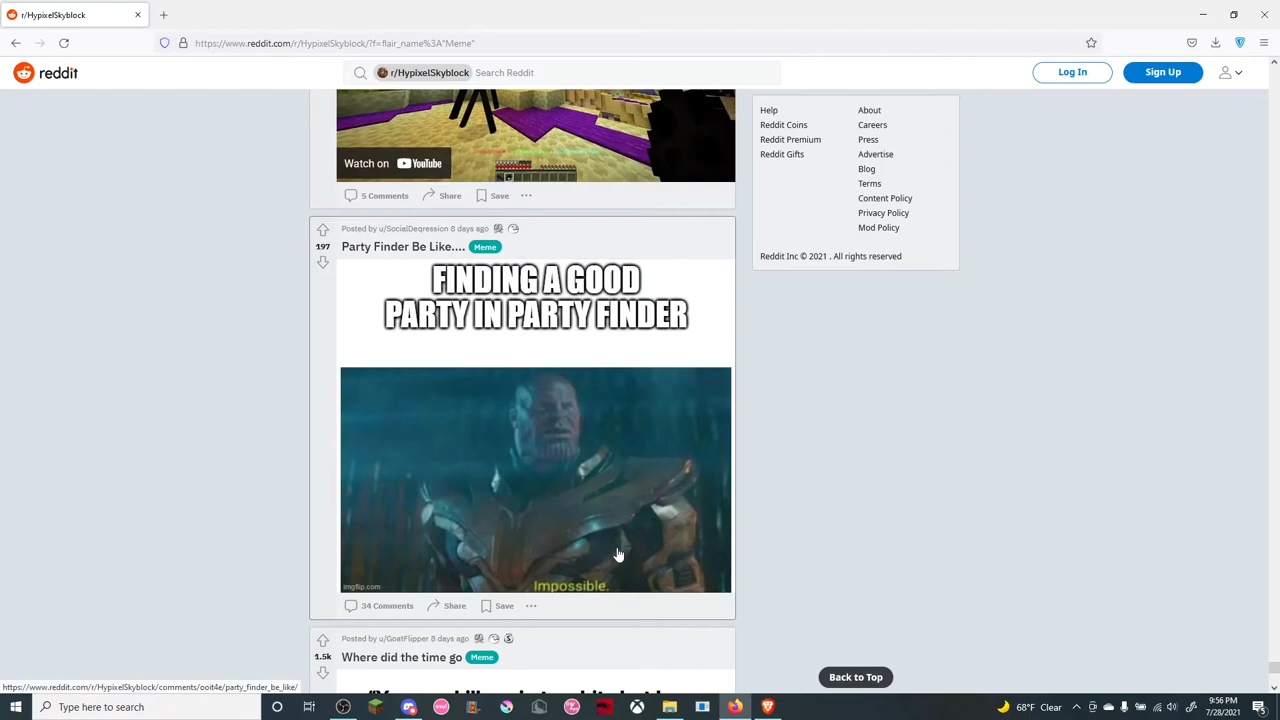 r/HypixelSkyblock
https://www.reddit.com/r/HypixelSkyblock/?f=flair_name%3A"Meme"
reddit
r/HypixelSkyblock Search Reddit
Log In
Sign Up
Watch on YouTube
5 Comments Share Save
Posted by u/SocialDeqression 8 days ago
197
Party Finder Be Like.... Meme
FINDING A GOOD
PARTY IN PARTY FINDER
Impossible.
imgflip.com
34 Comments Share Save
Posted by u/GoatFlipper 8 days ago
1.5k
Where did the time go Meme
Help About
Reddit Coins Careers
Reddit Premium Press
Reddit Gifts Advertise
Blog
Terms
Content Policy
Privacy Policy
Mod Policy
Reddit Inc © 2021 . All rights reserved
Back to Top
https://www.reddit.com/r/HypixelSkyblock/comments/ooit4e/party_finder_be_like/
Type here to search
68°F Clear
9:56 PM
7/28/2021